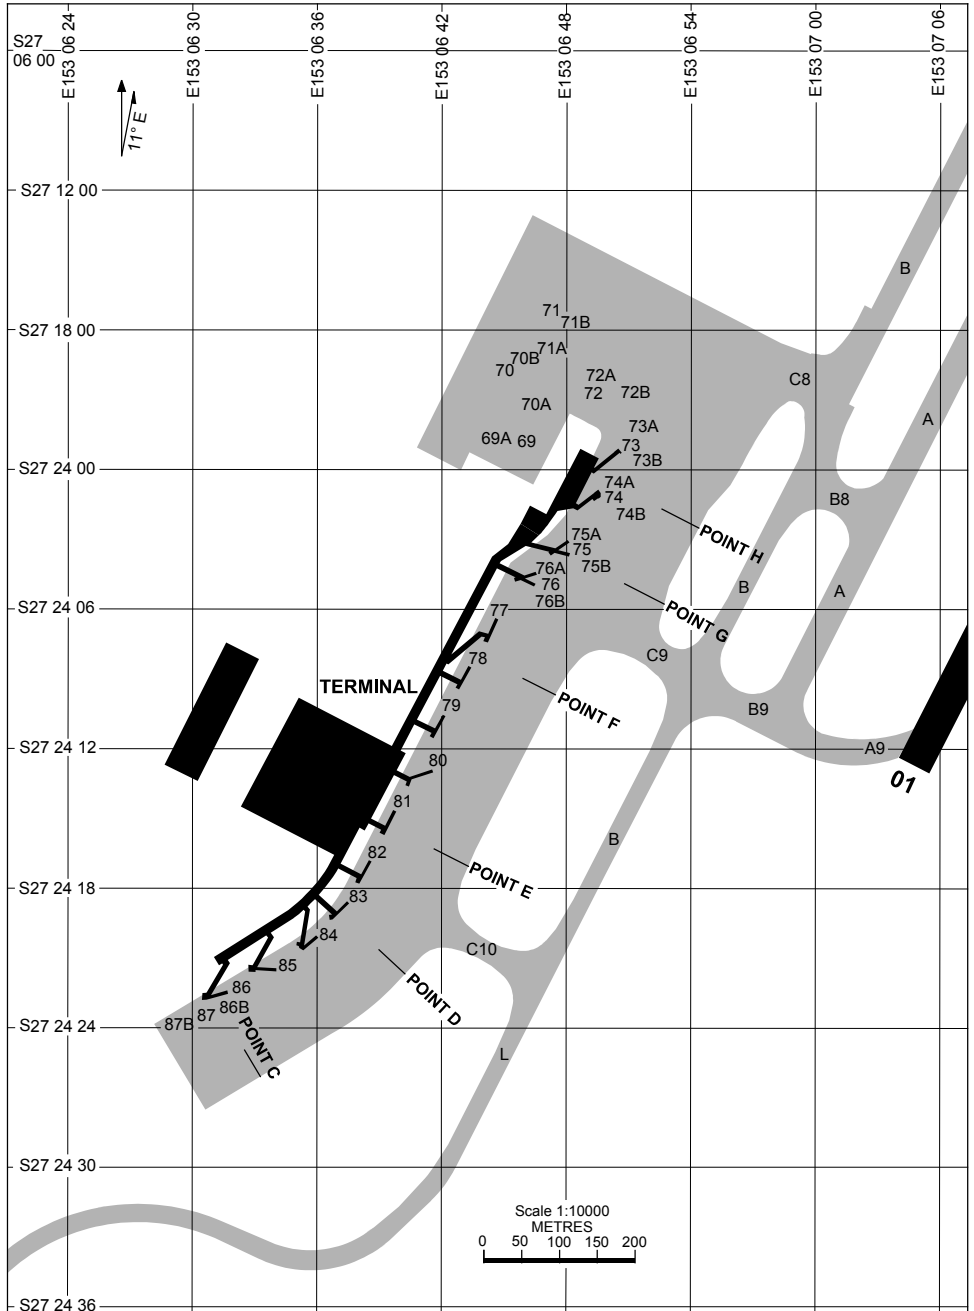 E153 06 24
E153 06 30
E153 06 36
E153 06 42
E153 06 48
E153 06 54
E153 07 00
E153 07 06
S27
06 00
11° E
S27 12 00
B
71
71B
S27 18 00
71A
70B
70
72A
72
72B
C8
70A
A
73A
69A
69
73
73B
S27 24 00
74A
74
74B
B8
POINT H
75A
75
75B
76A
76
76B
B
A
S27 24 06
77
POINT G
78
C9
TERMINAL
79
POINT F
B9
S27 24 12
A9
80
01
81
B
82
POINT E
S27 24 18
83
84
C10
85
POINT D
86
86B
87
87B
S27 24 24
POINT C
L
S27 24 30
Scale 1:10000
METRES
0 50 100 150 200
S27 24 36